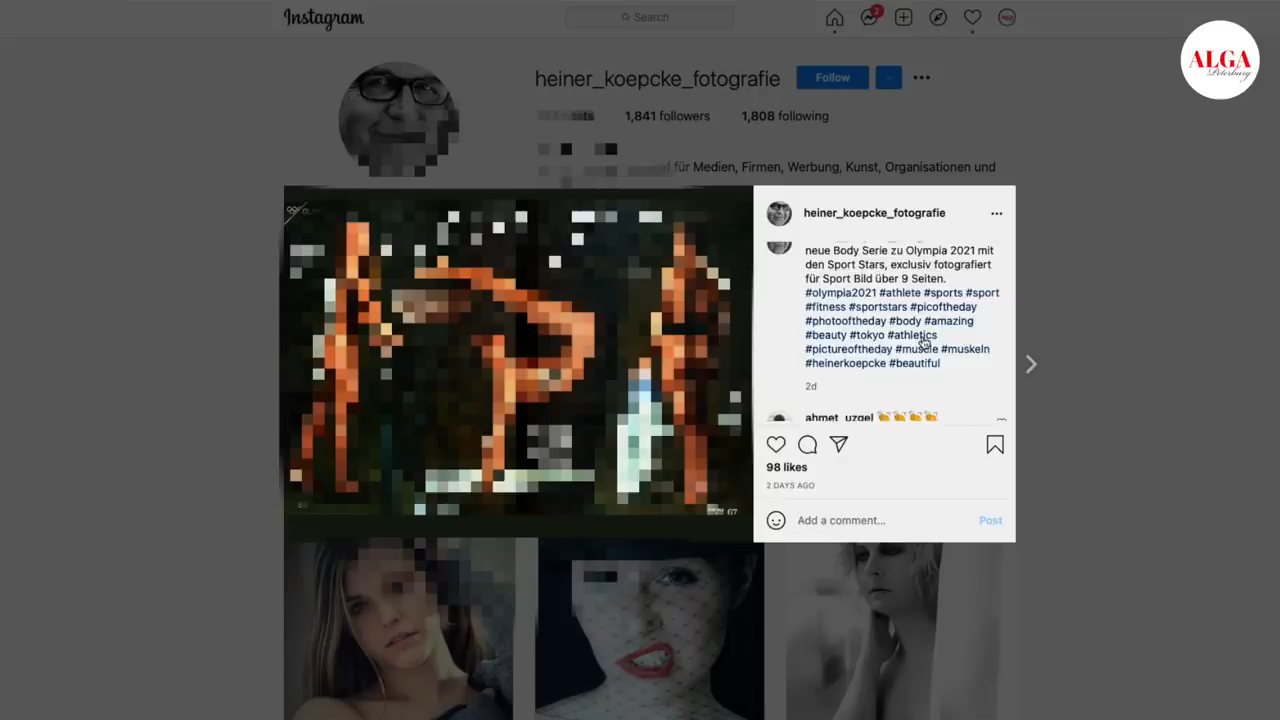 Instagram
Search
2
ALGA
Peterburg
heiner_koepcke_fotografie
Follow
1,841 followers
1,808 following
für Medien, Firmen, Werbung, Kunst, Organisationen und
heiner_koepcke_fotografie
neue Body Serie zu Olympia 2021 mit
den Sport Stars, exclusiv fotografiert
für Sport Bild über 9 Seiten.
#olympia2021 #athlete #sports #sport
#fitness #sportstars #picoftheday
#photooftheday #body #amazing
#beauty #tokyo #athletics
#pictureoftheday #muscle #muskeln
#heinerkoepcke #beautiful
2d
ahmet_uzgel 👏👏👏👏
98 likes
2 DAYS AGO
Add a comment...
Post
67